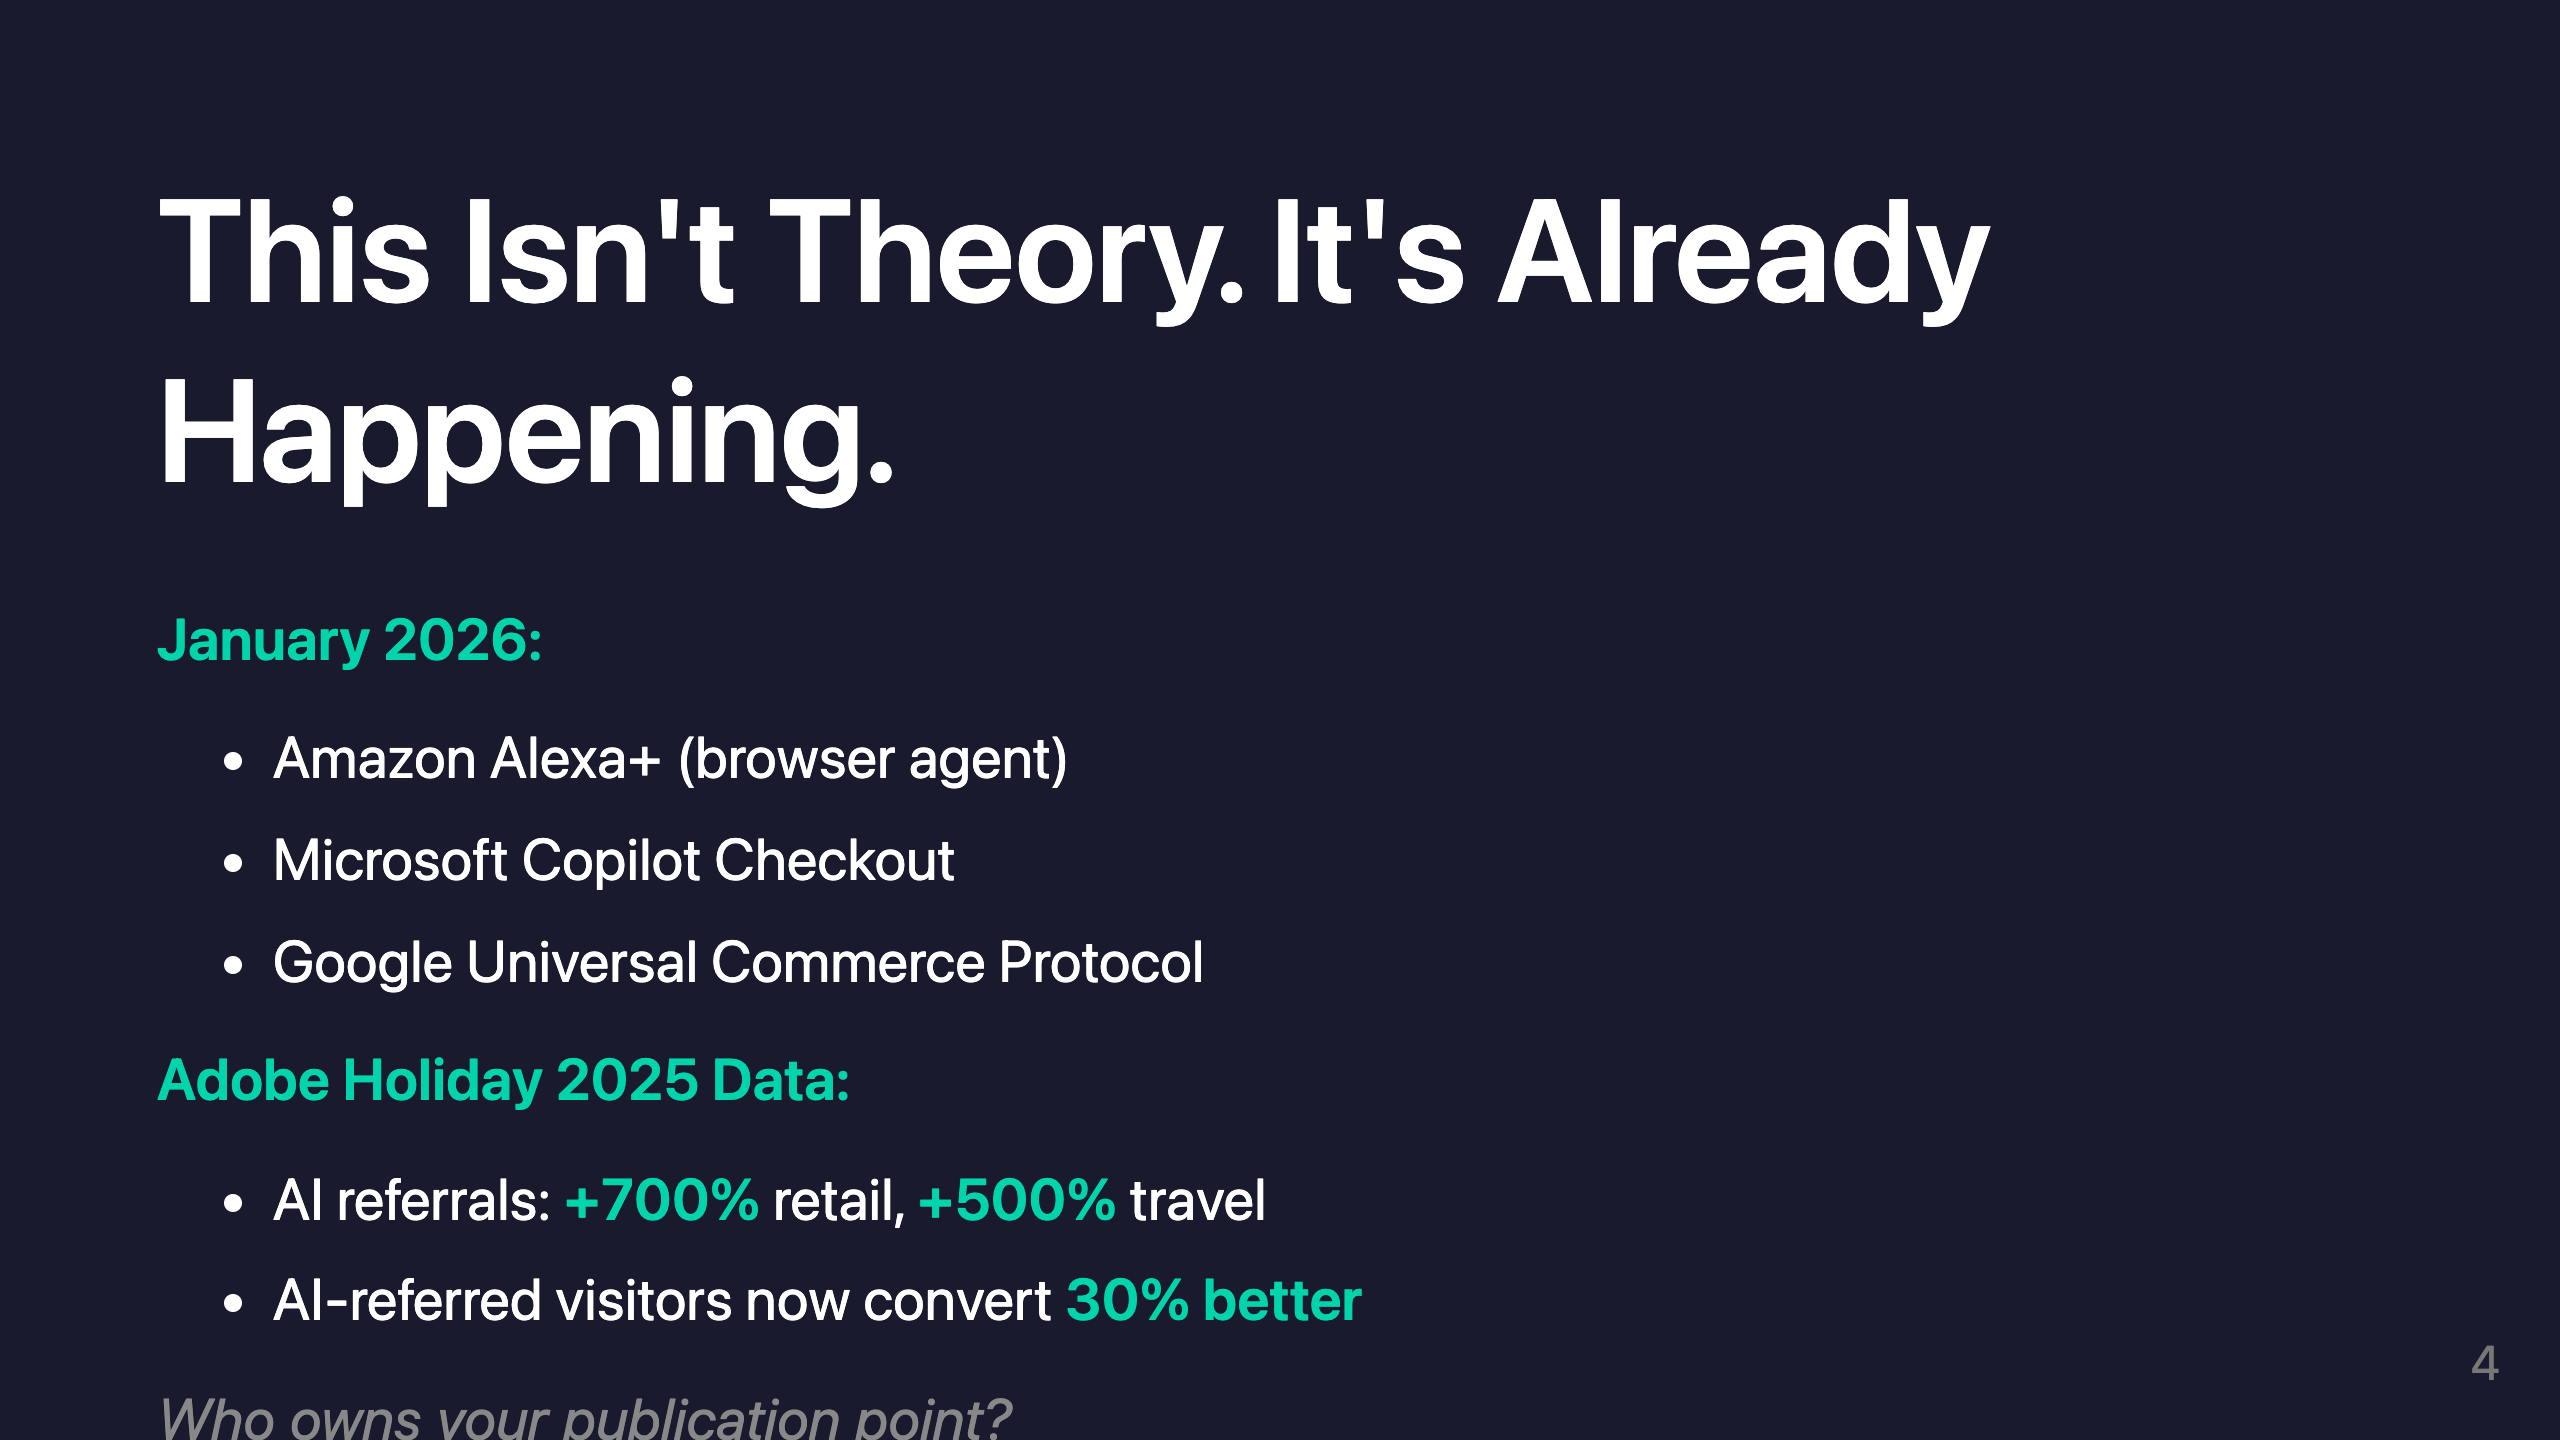 This Isn't Theory. It's Already
Happening.
January 2026:
• Amazon Alexa+ (browser agent)
• Microsoft Copilot Checkout
• Google Universal Commerce Protocol
Adobe Holiday 2025 Data:
• AI referrals: +700% retail, +500% travel
• AI-referred visitors now convert 30% better
Who owns your publication point?
4